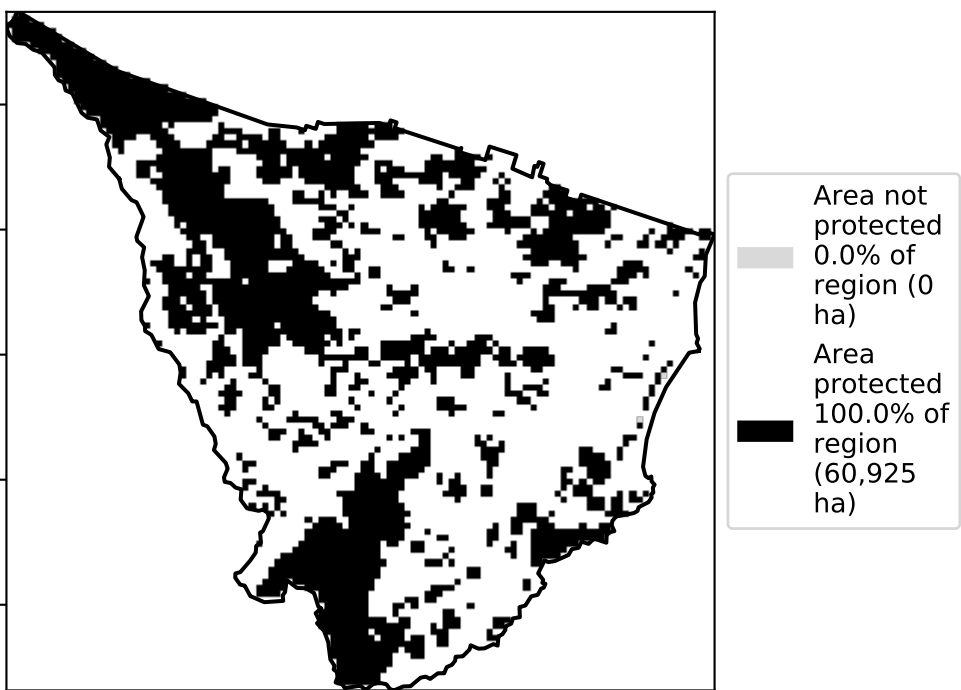 Area not
protected
0.0% of
region (0
ha)
Area
protected
100.0% of
region
(60,925
ha)